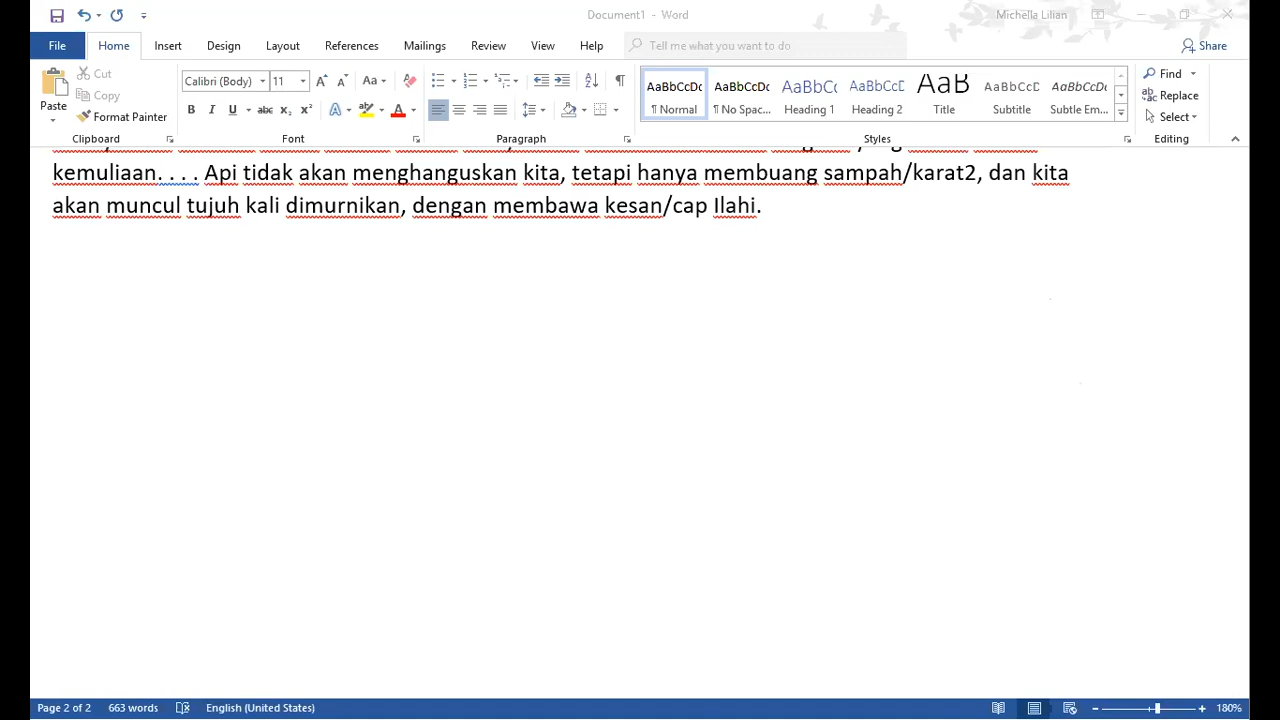 Document1 - Word
Michella Lilian
File Home Insert Design Layout References Mailings Review View Help Tell me what you want to do Share
Paste
Cut
Copy
Format Painter
Clipboard
Calibri (Body) 11
Font
Paragraph
AaBbCcDc AaBbCcDc AaBbCc AaBbCcD AaB AaBbCcD AaBbCcDc
¶ Normal ¶ No Spac... Heading 1 Heading 2 Title Subtitle Subtle Em...
Styles
Find
Replace
Select
Editing
kemuliaan. . . . Api tidak akan menghanguskan kita, tetapi hanya membuang sampah/karat2, dan kita
akan muncul tujuh kali dimurnikan, dengan membawa kesan/cap Ilahi.
Page 2 of 2 663 words English (United States) 180%